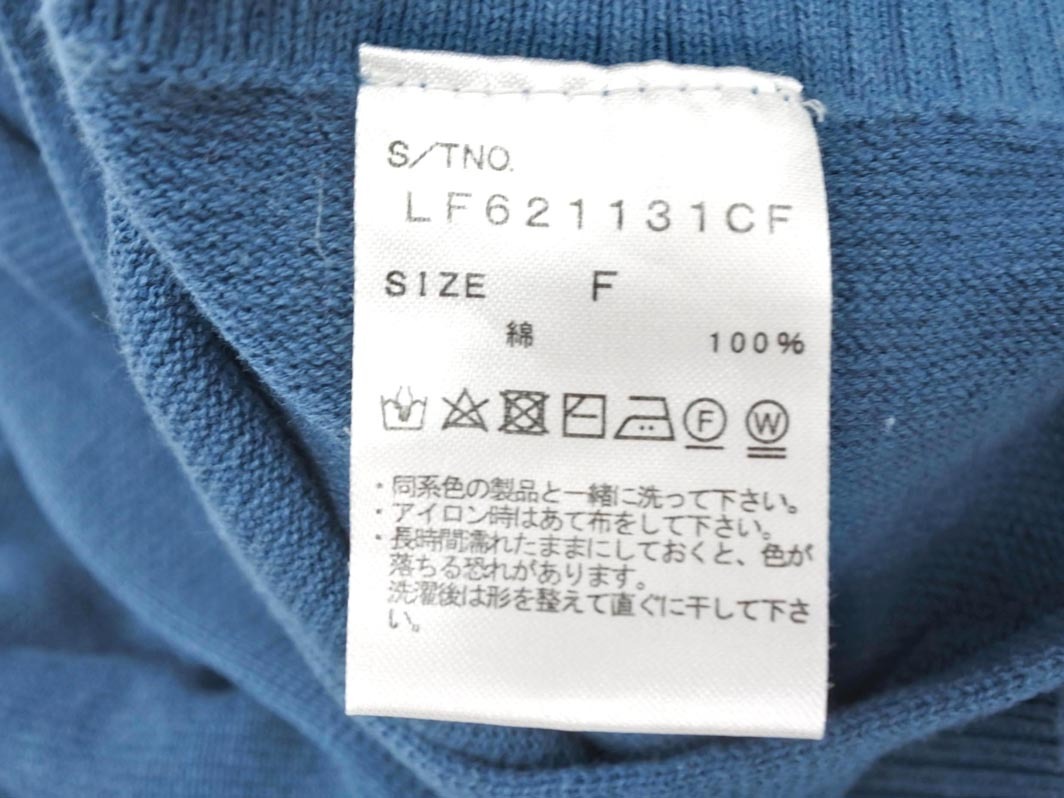 S/TNO.
LF621131CF
SIZE F
綿 100%
F W
・同系色の製品と一緒に洗って下さい。
・アイロン時はあて布をして下さい。
・長時間濡れたままにしておくと、色が
落ちる恐れがあります。
洗濯後は形を整えて直ぐに干して下さ
い。